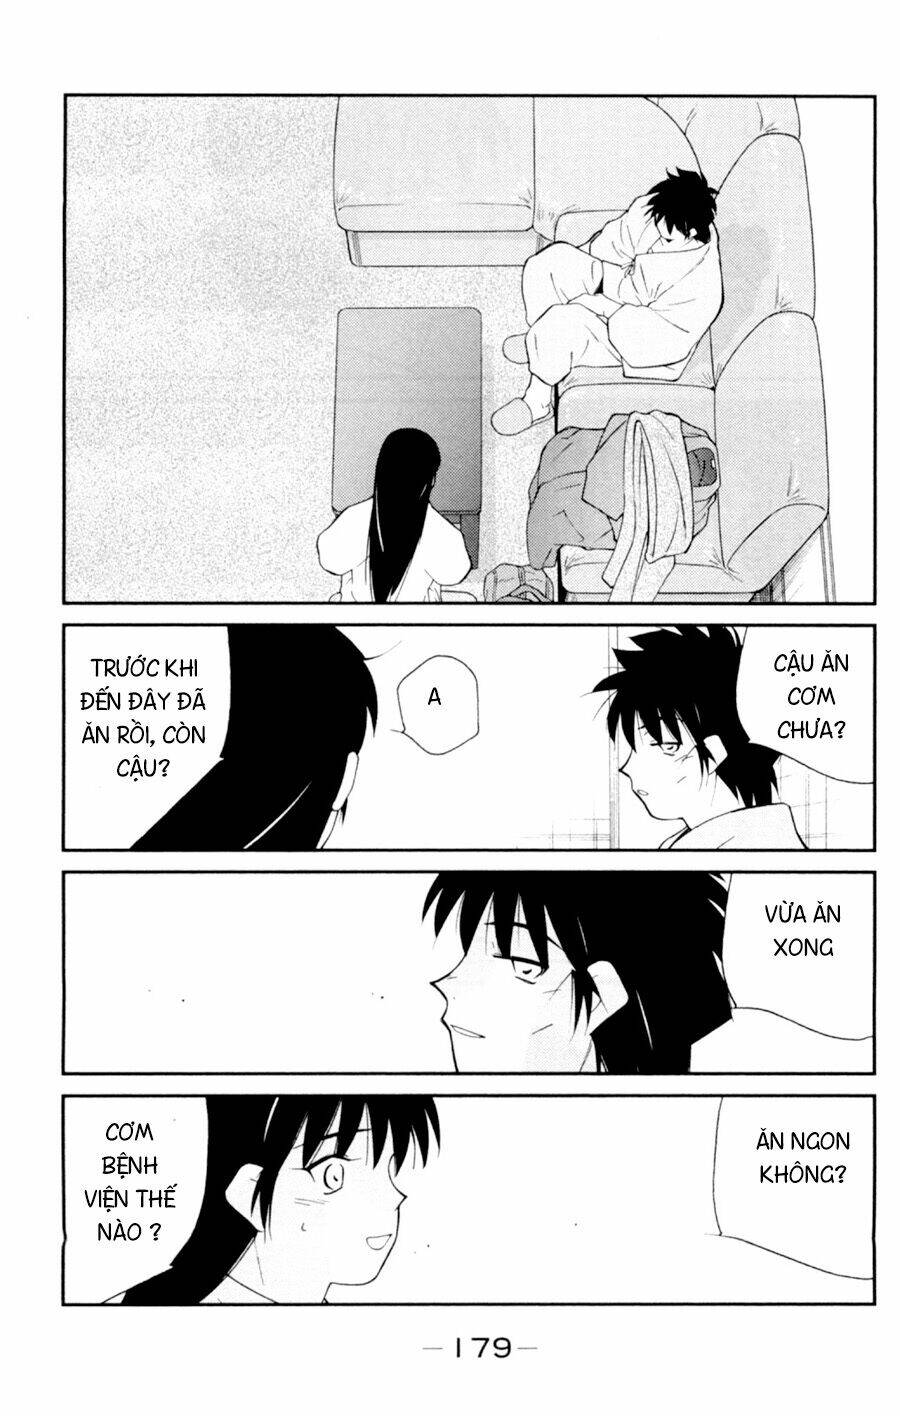 CẬU ĂN
CƠM
CHƯA?
A
TRƯỚC KHI
ĐẾN ĐÂY ĐÃ
ĂN RỒI, CÒN
CẬU?
VỪA ĂN
XONG
ĂN NGON
KHÔNG?
CƠM
BỆNH
VIỆN THẾ
NÀO ?
—179—